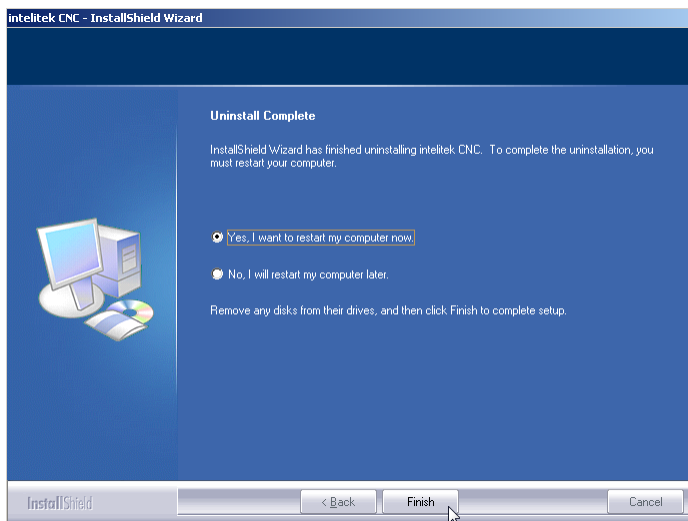 intelitek CNC - InstallShield Wizard
Uninstall Complete
InstallShield Wizard has finished uninstalling intelitek CNC. To complete the uninstallation, you
must restart your computer.
Yes, I want to restart my computer now.
No, I will restart my computer later.
Remove any disks from their drives, and then click Finish to complete setup.
InstallShield
< Back
Finish
Cancel